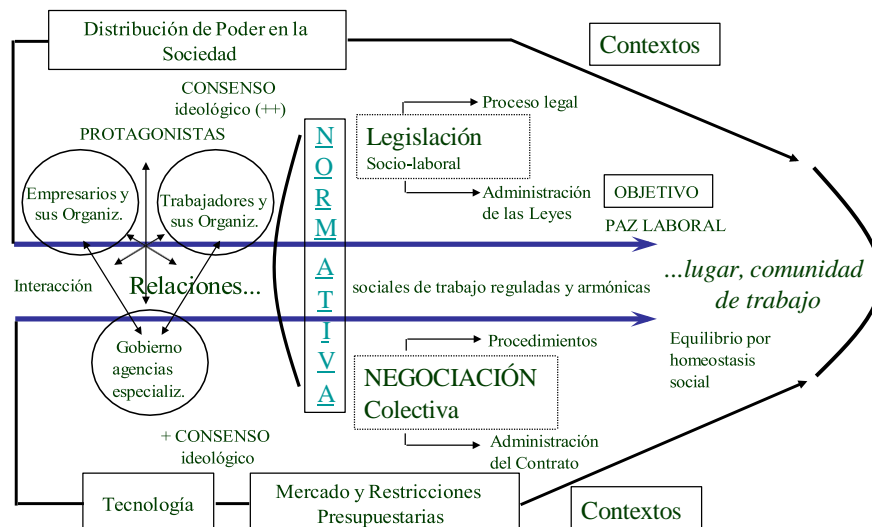 Distribución de Poder en la
Sociedad
Contextos
CONSENSO
ideológico (++)
PROTAGONISTAS
Empresarios y
sus Organiz.
Trabajadores y
sus Organiz.
NORMATIVA
Proceso legal
Legislación
Socio-laboral
Administración
de las Leyes
OBJETIVO
PAZ LABORAL
Interacción
Relaciones...
sociales de trabajo reguladas y armónicas
...lugar, comunidad
de trabajo
Gobierno
agencias
especializ.
Procedimientos
NEGOCIACIÓN
Colectiva
Administración
del Contrato
Equilibrio por
homeostasis
social
+ CONSENSO
ideológico
Tecnología
Mercado y Restricciones
Presupuestarias
Contextos